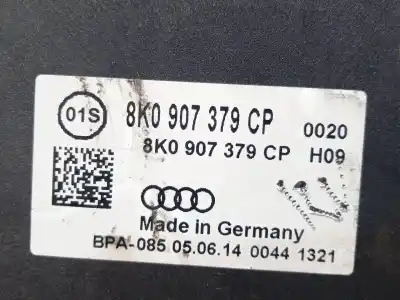 01S 8K0 907 379 CP 0020
8K0 907 379 CP H09
Made in Germany
BPA-085 05.06.14 0044 1321